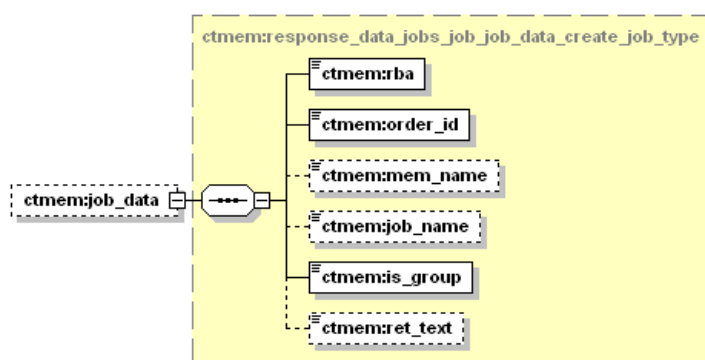 ctmem:response_data_jobs_job_job_data_create_job_type
ctmem:rba
ctmem:order_id
ctmem:mem_name
ctmem:job_data
ctmem:job_name
ctmem:is_group
ctmem:ret_text